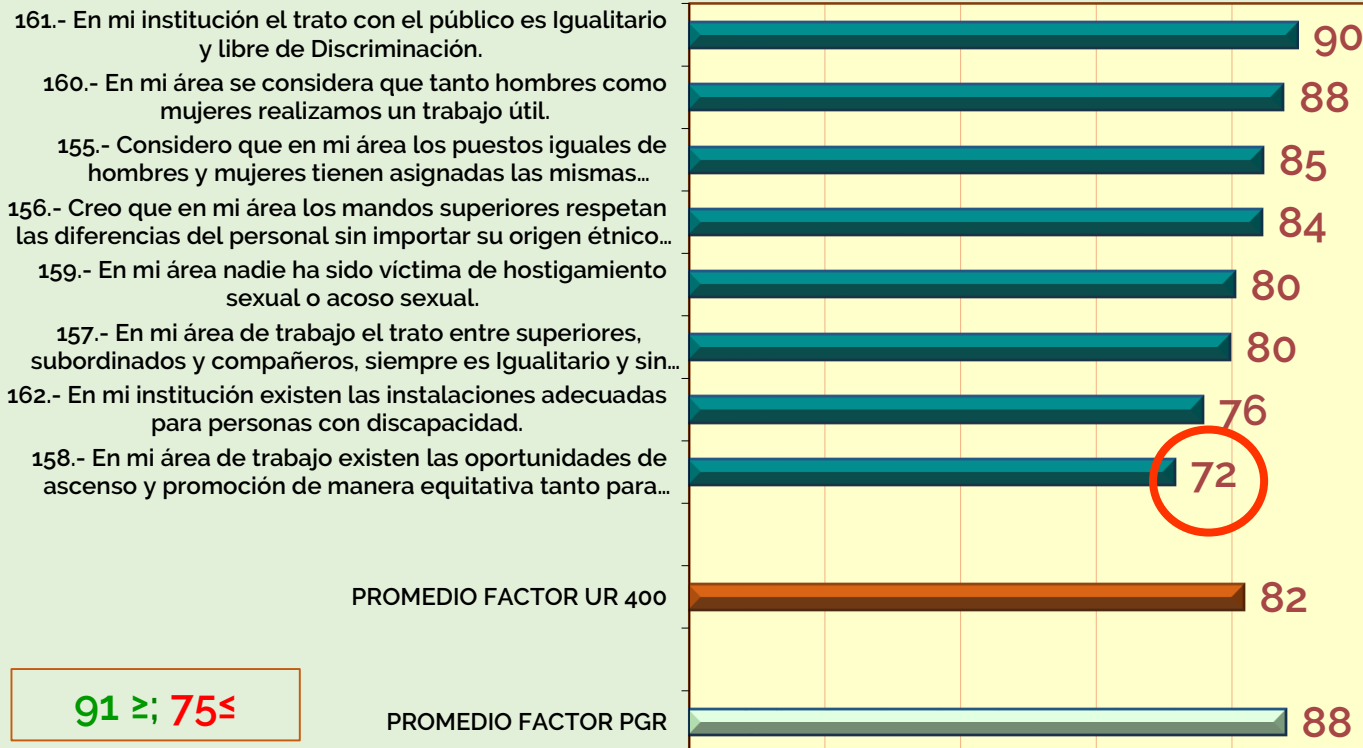 161.- En mi institución el trato con el público es Igualitario
y libre de Discriminación.
90
160.- En mi área se considera que tanto hombres como
mujeres realizamos un trabajo útil.
88
155.- Considero que en mi área los puestos iguales de
hombres y mujeres tienen asignadas las mismas...
85
156.- Creo que en mi área los mandos superiores respetan
las diferencias del personal sin importar su origen étnico...
84
159.- En mi área nadie ha sido víctima de hostigamiento
sexual o acoso sexual.
80
157.- En mi área de trabajo el trato entre superiores,
subordinados y compañeros, siempre es Igualitario y sin...
80
162.- En mi institución existen las instalaciones adecuadas
para personas con discapacidad.
76
158.- En mi área de trabajo existen las oportunidades de
ascenso y promoción de manera equitativa tanto para...
72
PROMEDIO FACTOR UR 400
82
91 ≥; 75≤
PROMEDIO FACTOR PGR
88